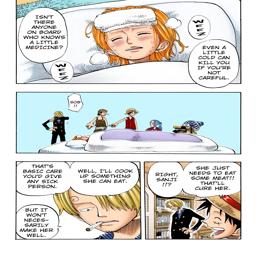 ISN'T
THERE
ANYONE
ON BOARD
WHO KNOWS
A LITTLE
MEDICINE?
WEEZ
WEEZ
EVEN A
LITTLE
COLD CAN
KILL YOU
IF YOU'RE
NOT
CAREFUL.
SOB
!!
THAT'S
BASIC CARE
YOU'D GIVE
ANY SICK
PERSON.
BUT IT
WON'T
NECES-
SARILY
MAKE HER
WELL.
WELL, I'LL COOK
UP SOMETHING
SHE CAN EAT.
RIGHT,
SANJI
!!?
SHE JUST
NEEDS TO EAT
SOME MEAT!!
THAT'LL
CURE HER.